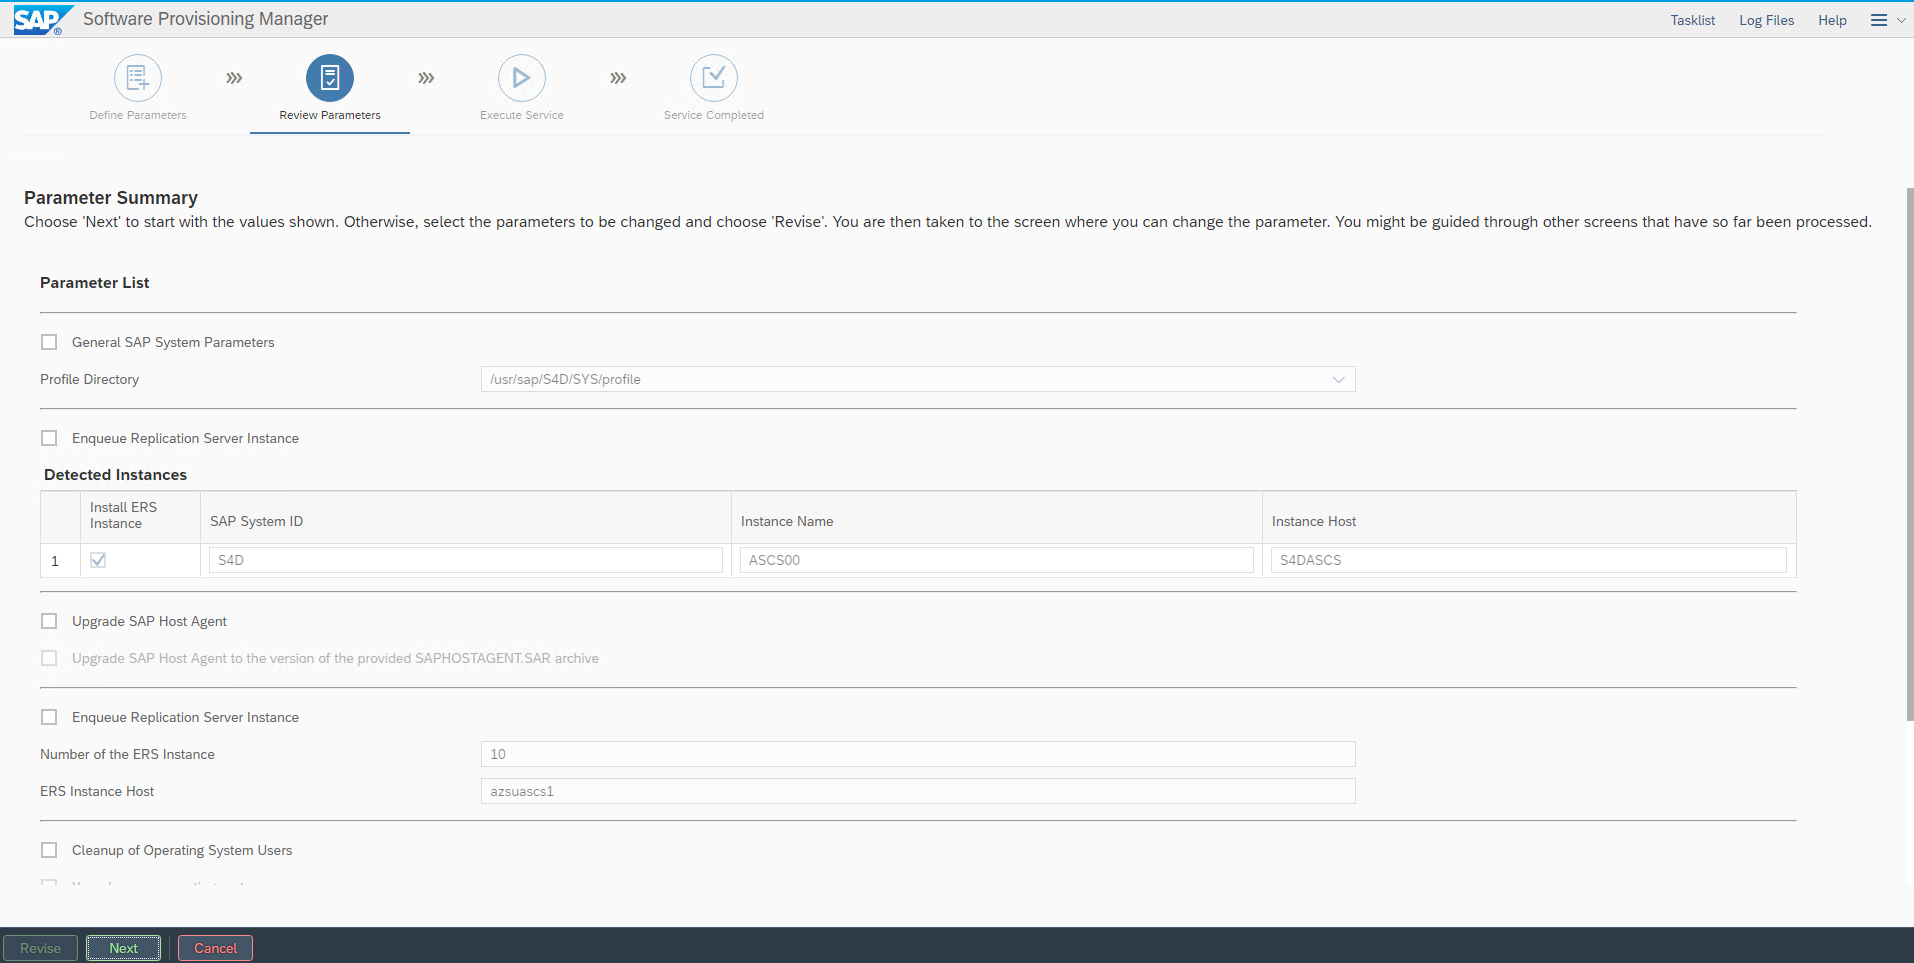 SAP ® Software Provisioning Manager
Tasklist Log Files Help
Define Parameters Review Parameters Execute Service Service Completed
Parameter Summary
Choose 'Next' to start with the values shown. Otherwise, select the parameters to be changed and choose 'Revise'. You are then taken to the screen where you can change the parameter. You might be guided through other screens that have so far been processed.
Parameter List
General SAP System Parameters
Profile Directory /usr/sap/S4D/SYS/profile
Enqueue Replication Server Instance
Detected Instances
Install ERS
Instance
SAP System ID Instance Name Instance Host
1 S4D ASCS00 S4DASCS
Upgrade SAP Host Agent
Upgrade SAP Host Agent to the version of the provided SAPHOSTAGENT.SAR archive
Enqueue Replication Server Instance
Number of the ERS Instance 10
ERS Instance Host azsuascs1
Cleanup of Operating System Users
Revise Next Cancel